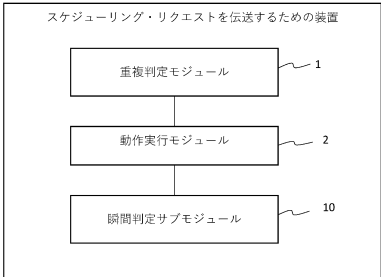 スケジューリング・リクエストを伝送するための装置
重複判定モジュール
1
動作実行モジュール
2
瞬間判定サブモジュール
10